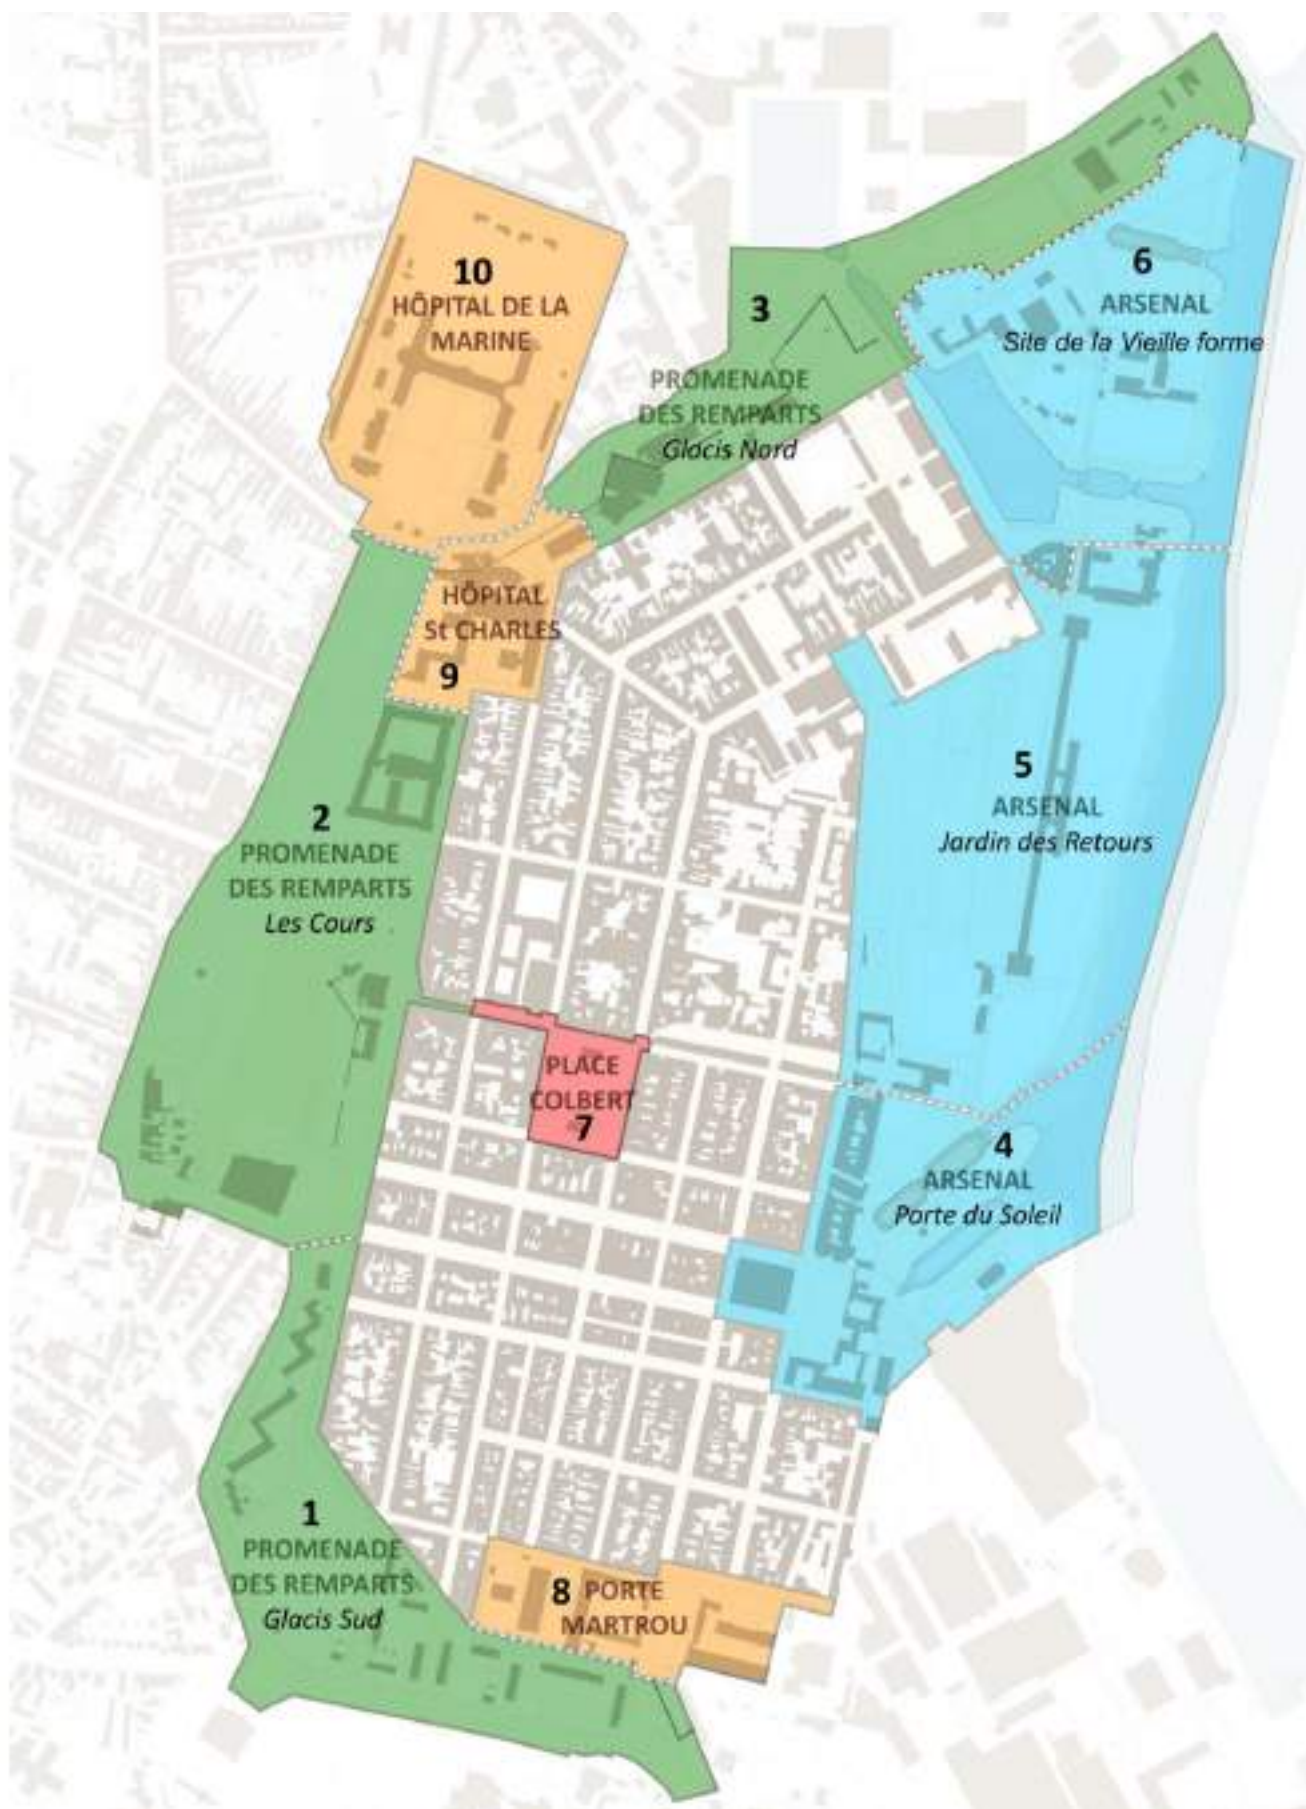 10
HÔPITAL DE LA
MARINE
6
ARSENAL
Site de la Vieille forme
3
PROMENADE
DES REMPARTS
Glacis Nord
HÔPITAL
St CHARLES
9
5
ARSENAL
Jardin des Retours
2
PROMENADE
DES REMPARTS
Les Cours
PLACE
COLBERT
7
4
ARSENAL
Porte du Soleil
1
PROMENADE
DES REMPARTS
Glacis Sud
8 PORTE
MARTROU